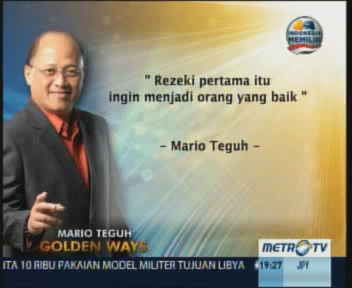 INDONESIA
MEMILIH
" Rezeki pertama itu
ingin menjadi orang yang baik "
- Mario Teguh -
MARIO TEGUH
GOLDEN WAYS
METRO TV
ITA 10 RIBU PAKAIAN MODEL MILITER TUJUAN LIBYA
19:27
JPY